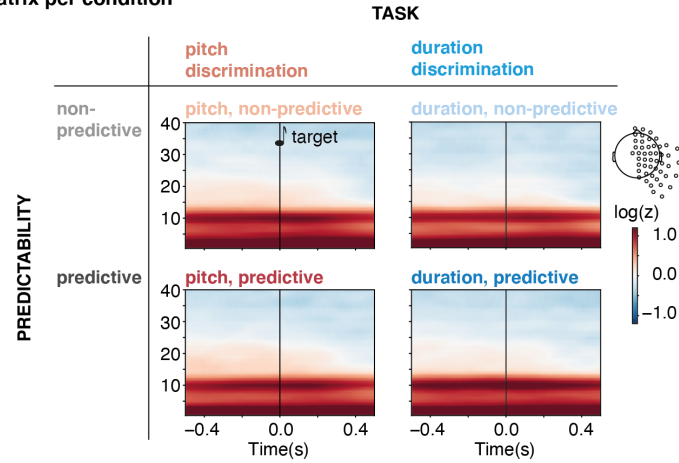 atrix per condition
TASK
pitch
discrimination
duration
discrimination
non-
predictive
pitch, non-predictive
duration, non-predictive
40
30
20
10
target
log(z)
1.0
0.0
−1.0
PREDICTABILITY
predictive
pitch, predictive
duration, predictive
40
30
20
10
−0.4
0.0
0.4
−0.4
0.0
0.4
Time(s)
Time(s)